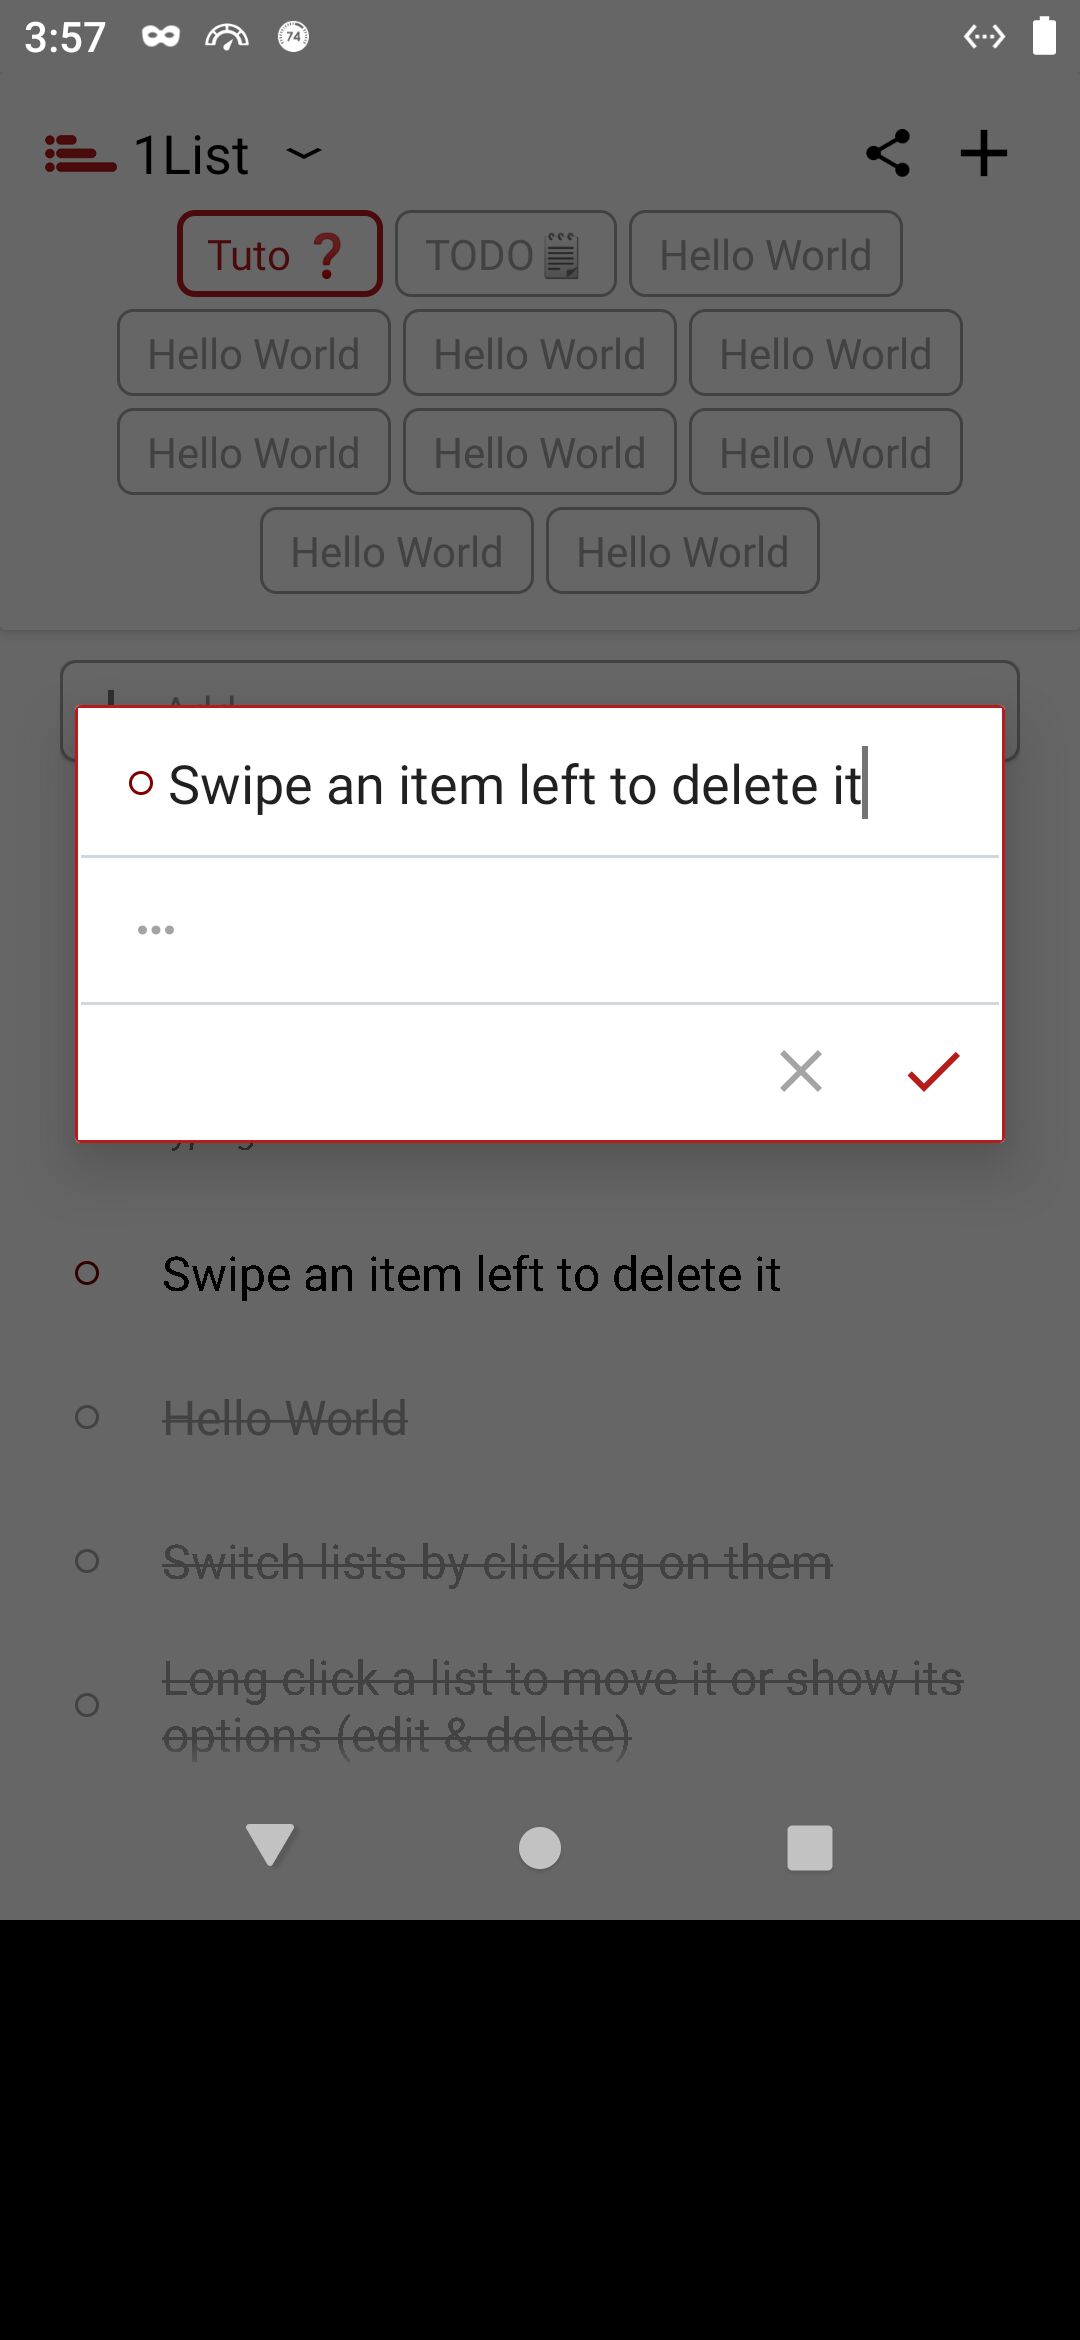 3:57
74
1List
Tuto ❓ TODO🗒 Hello World
Hello World Hello World Hello World
Hello World Hello World Hello World
Hello World Hello World
Swipe an item left to delete it
...
Swipe an item left to delete it
Hello World
Switch lists by clicking on them
Long click a list to move it or show its
options (edit & delete)